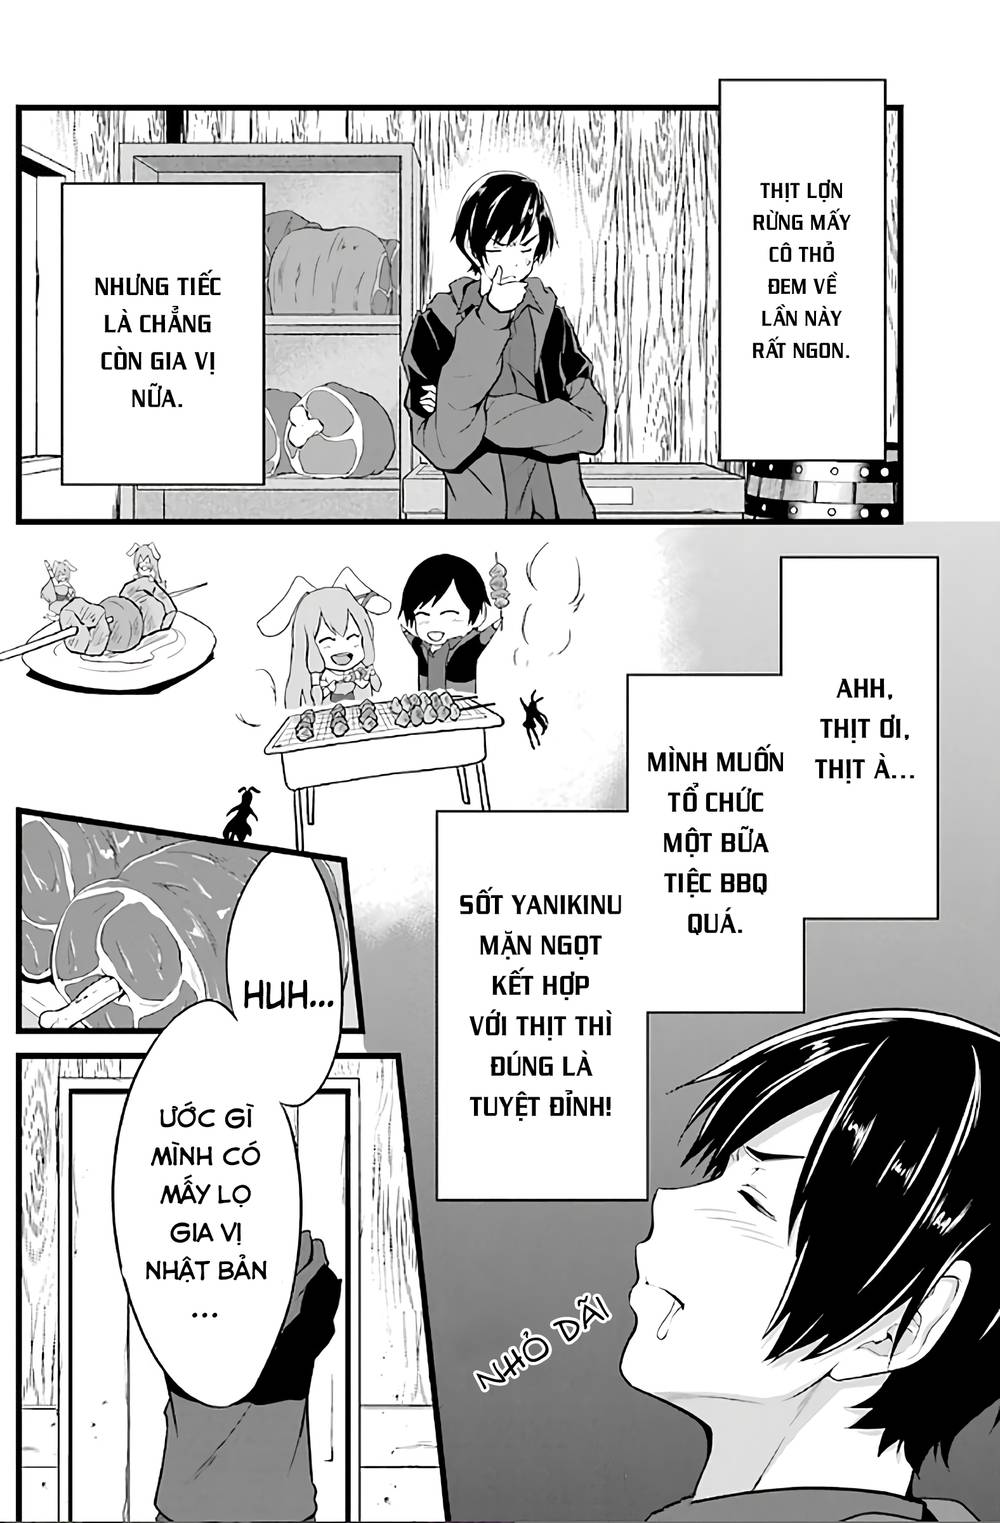 THỊT LỢN
RỪNG MẤY
CÔ THỎ
ĐEM VỀ
LẦN NÀY
RẤT NGON.
NHƯNG TIẾC
LÀ CHẲNG
CÒN GIA VỊ
NỮA.
AHH,
THỊT ƠI,
THỊT À...
MÌNH MUỐN
TỔ CHỨC
MỘT BỮA
TIỆC BBQ
QUÁ.
SỐT YANIKINU
MẶN NGỌT
KẾT HỢP
VỚI THỊT THÌ
ĐÚNG LÀ
TUYỆT ĐỈNH!
NHỎ DÃI
HUH...
ƯỚC GÌ
MÌNH CÓ
MẤY LỌ
GIA VỊ
NHẬT BẢN
...